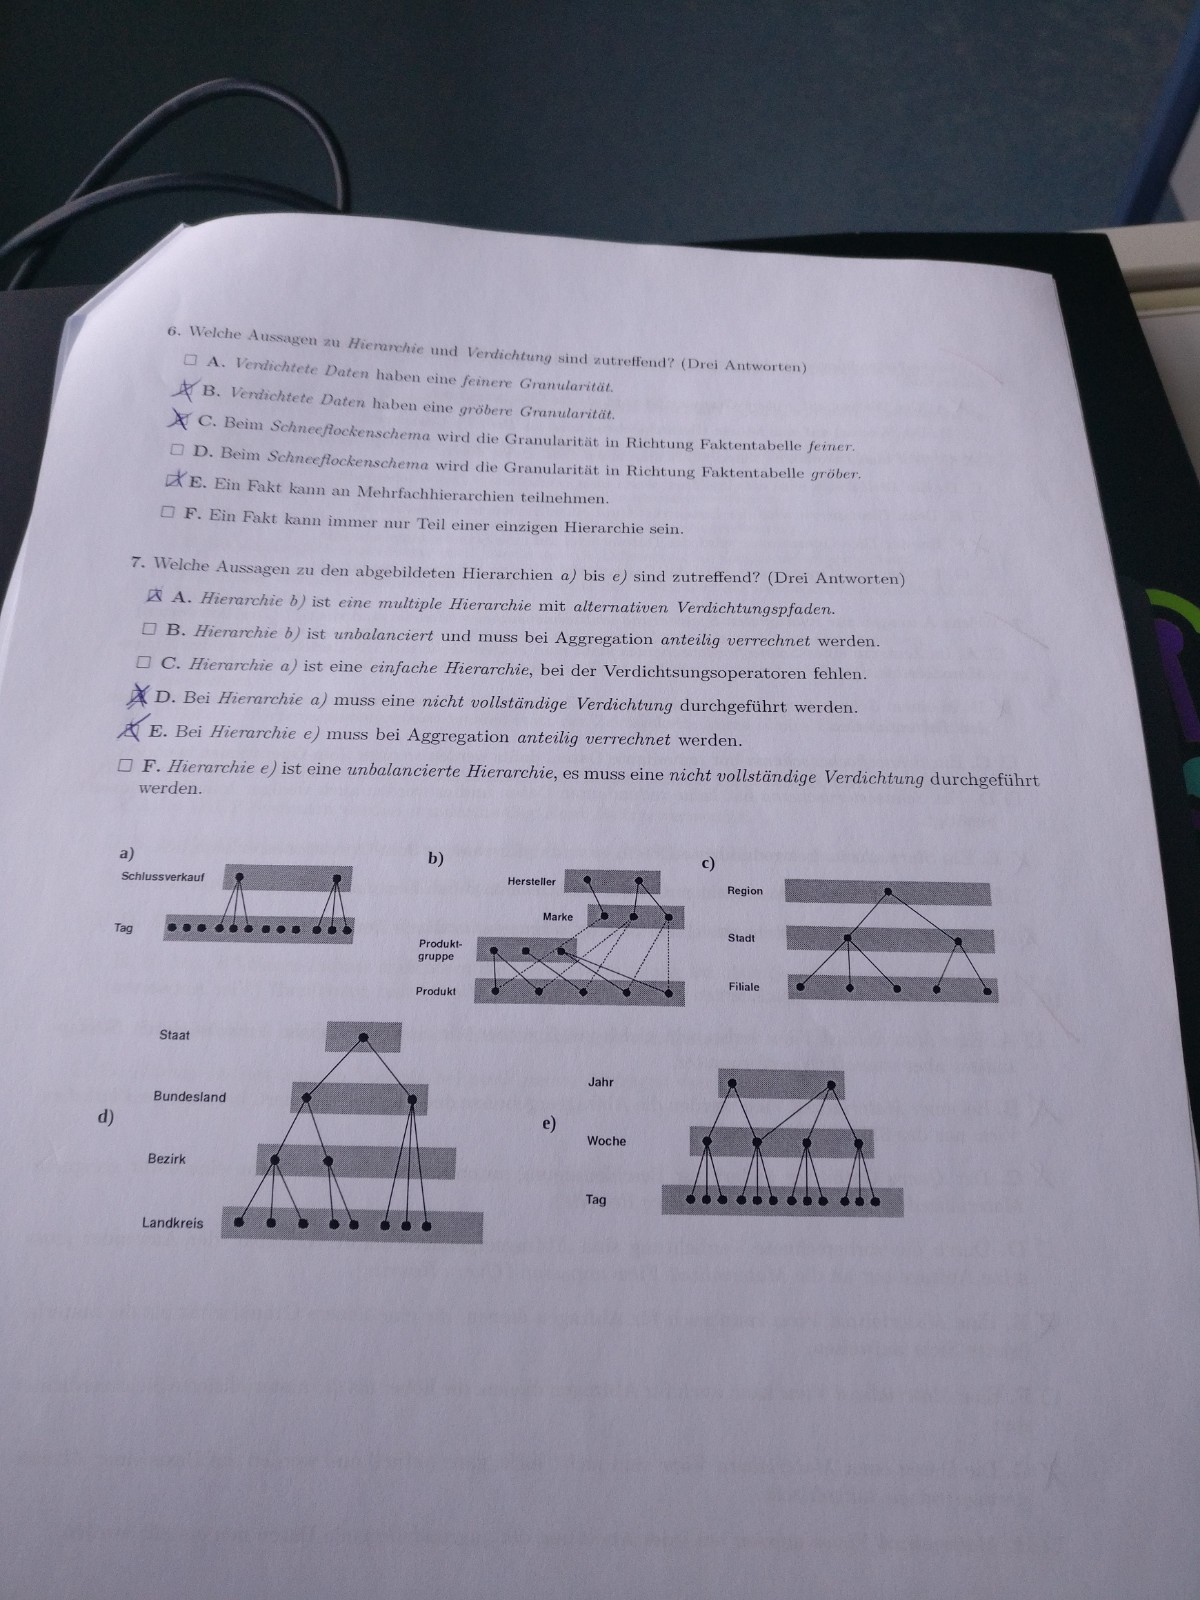 6. Welche Aussagen zu Hierarchie und Verdichtung sind zutreffend? (Drei Antworten)
A. Verdichtete Daten haben eine feinere Granularität.
B. Verdichtete Daten haben eine gröbere Granularität.
C. Beim Schneeflockenschema wird die Granularität in Richtung Faktentabelle feiner.
D. Beim Schneeflockenschema wird die Granularität in Richtung Faktentabelle gröber.
E. Ein Fakt kann an Mehrfachhierarchien teilnehmen.
F. Ein Fakt kann immer nur Teil einer einzigen Hierarchie sein.
7. Welche Aussagen zu den abgebildeten Hierarchien a) bis e) sind zutreffend? (Drei Antworten)
A. Hierarchie b) ist eine multiple Hierarchie mit alternativen Verdichtungspfaden.
B. Hierarchie b) ist unbalanciert und muss bei Aggregation anteilig verrechnet werden.
C. Hierarchie a) ist eine einfache Hierarchie, bei der Verdichtsungsoperatoren fehlen.
D. Bei Hierarchie a) muss eine nicht vollständige Verdichtung durchgeführt werden.
E. Bei Hierarchie e) muss bei Aggregation anteilig verrechnet werden.
F. Hierarchie e) ist eine unbalancierte Hierarchie, es muss eine nicht vollständige Verdichtung durchgeführt
werden.
a)
Schlussverkauf
Tag
b)
Hersteller
Marke
Produkt-
gruppe
Produkt
c)
Region
Stadt
Filiale
d)
Staat
Bundesland
Bezirk
Landkreis
e)
Jahr
Woche
Tag